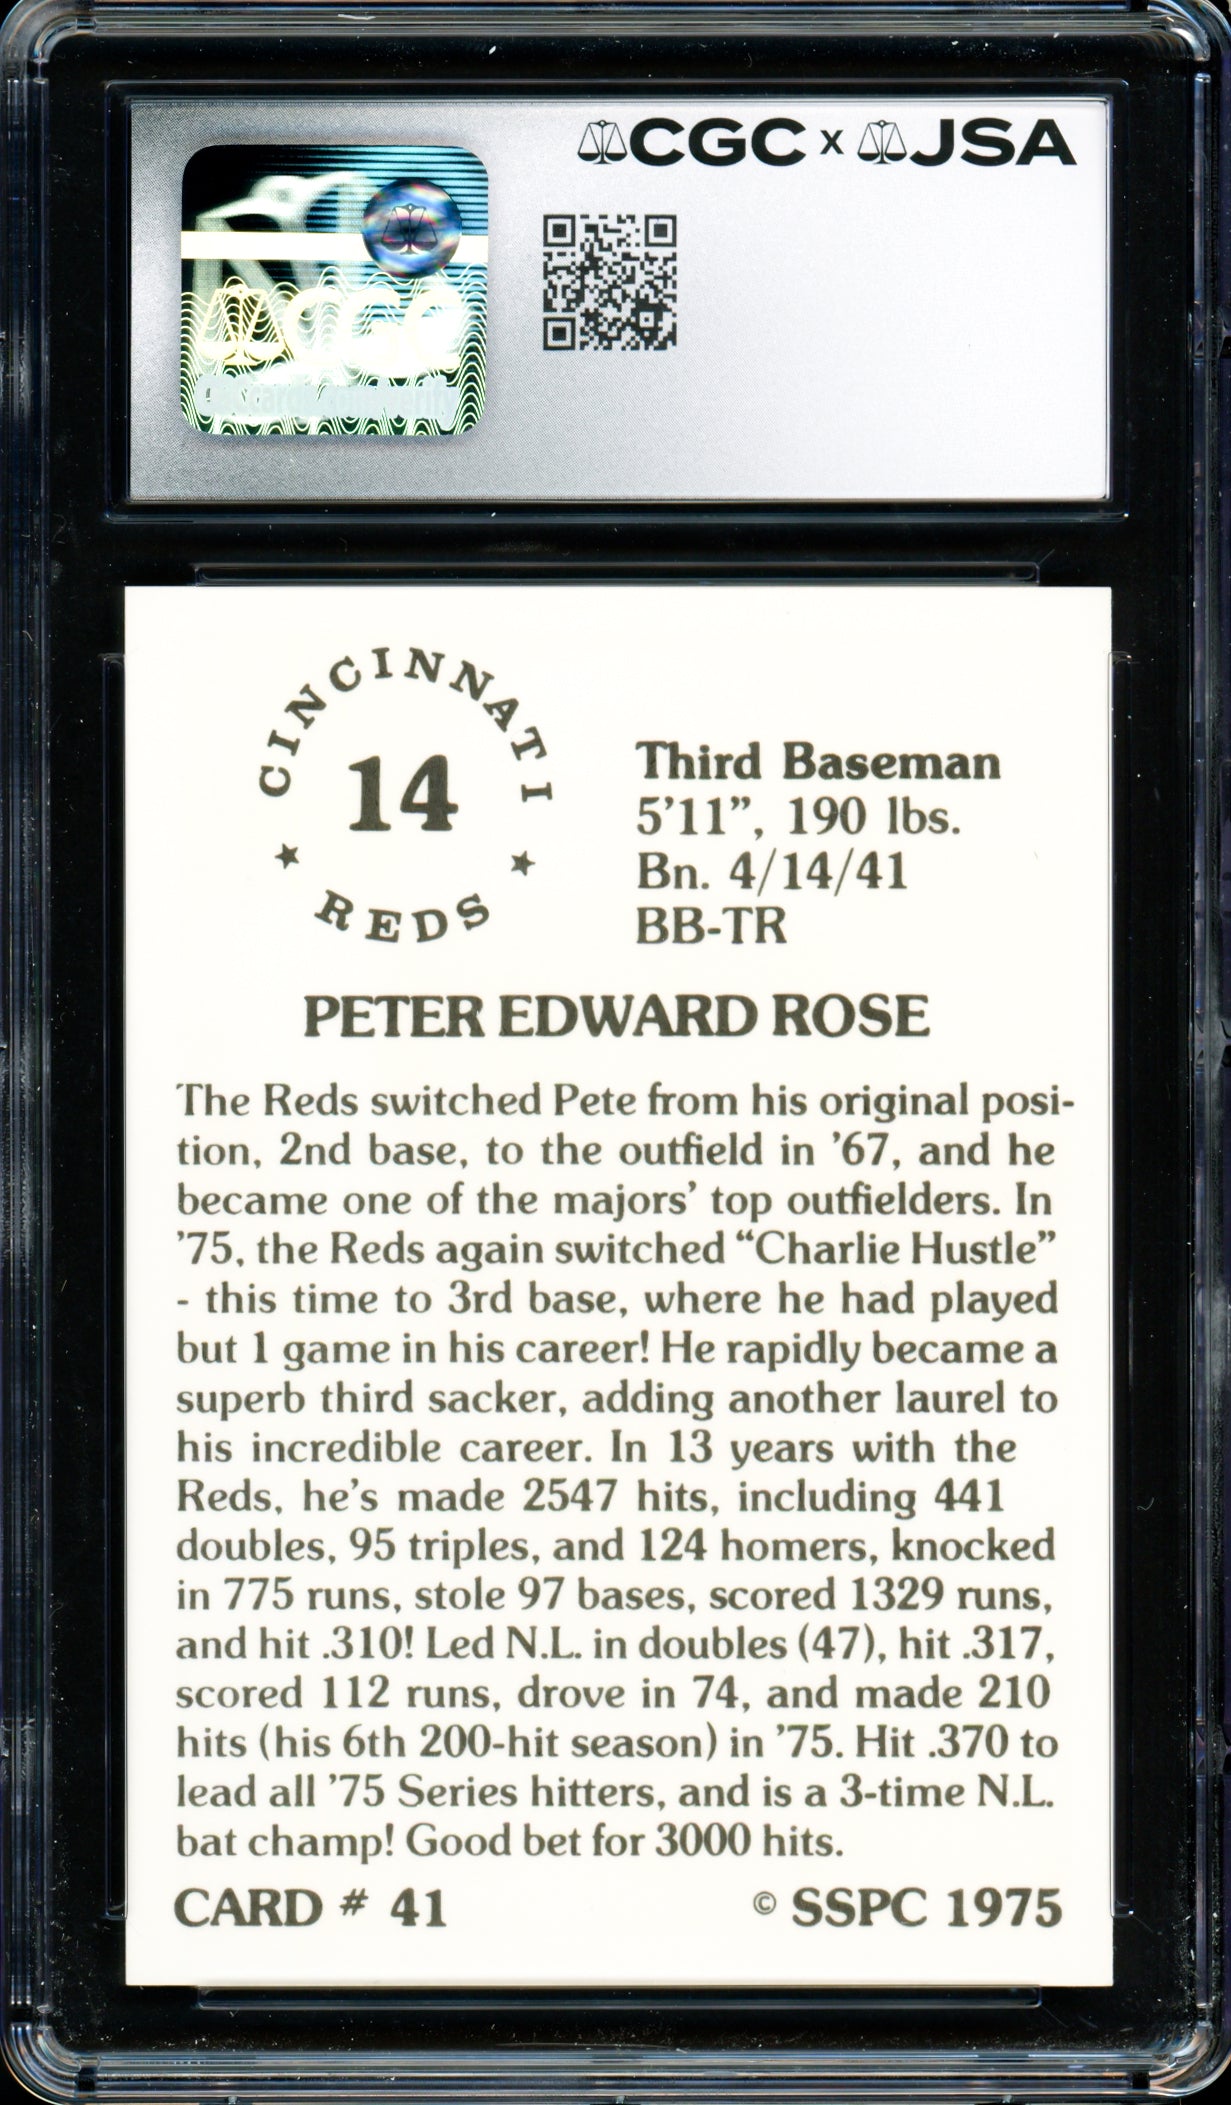 CGC x JSA
CGC
CGCcards.com/verify
CINCINNATI
14
REDS
Third Baseman
5'11”, 190 lbs.
Bn. 4/14/41
BB-TR
PETER EDWARD ROSE
The Reds switched Pete from his original posi-
tion, 2nd base, to the outfield in ’67, and he
became one of the majors’ top outfielders. In
’75, the Reds again switched “Charlie Hustle”
- this time to 3rd base, where he had played
but 1 game in his career! He rapidly became a
superb third sacker, adding another laurel to
his incredible career. In 13 years with the
Reds, he’s made 2547 hits, including 441
doubles, 95 triples, and 124 homers, knocked
in 775 runs, stole 97 bases, scored 1329 runs,
and hit .310! Led N.L. in doubles (47), hit .317,
scored 112 runs, drove in 74, and made 210
hits (his 6th 200-hit season) in ’75. Hit .370 to
lead all ’75 Series hitters, and is a 3-time N.L.
bat champ! Good bet for 3000 hits.
CARD # 41
© SSPC 1975